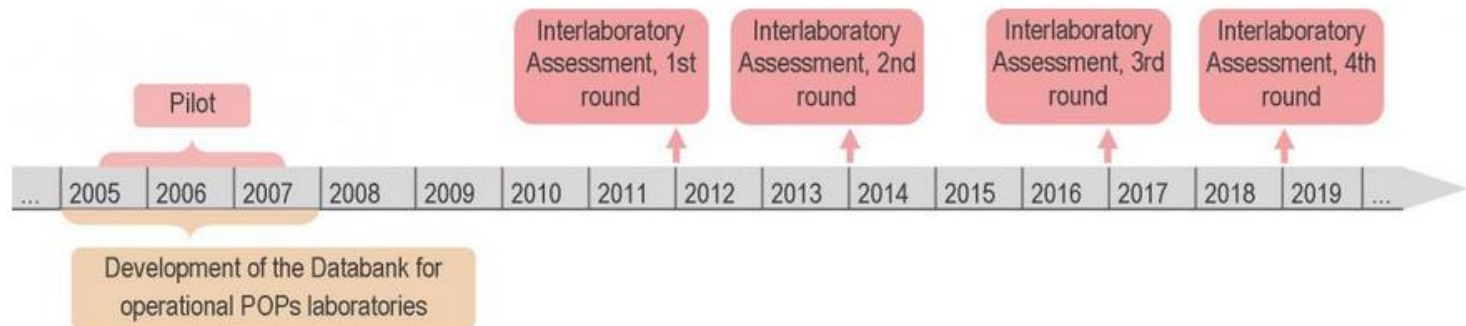 Interlaboratory
Assessment, 1st
round
Interlaboratory
Assessment, 2nd
round
Interlaboratory
Assessment, 3rd
round
Interlaboratory
Assessment, 4th
round
Pilot
... 2005 2006 2007 2008 2009 2010 2011 2012 2013 2014 2015 2016 2017 2018 2019 ...
Development of the Databank for
operational POPs laboratories